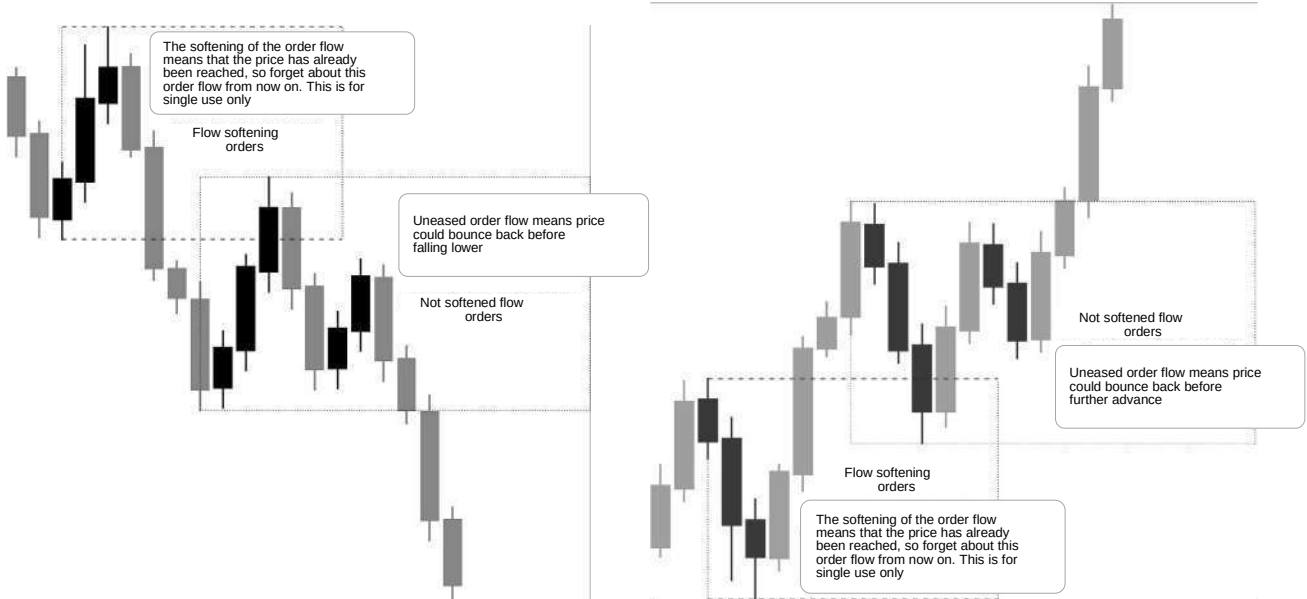 The softening of the order flow
means that the price has already
been reached, so forget about this
order flow from now on. This is for
single use only
Flow softening
orders
Uneased order flow means price
could bounce back before
falling lower
Not softened flow
orders
Not softened flow
orders
Uneased order flow means price
could bounce back before
further advance
Flow softening
orders
The softening of the order flow
means that the price has already
been reached, so forget about this
order flow from now on. This is for
single use only